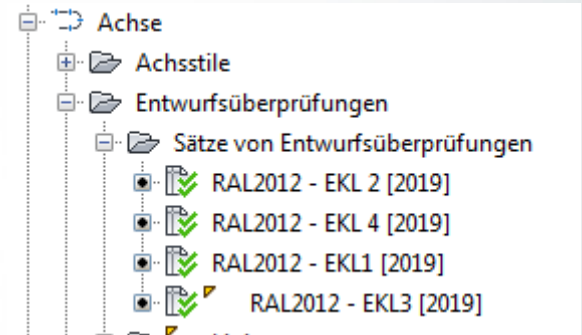 Achse
Achsstile
Entwurfsüberprüfungen
Sätze von Entwurfsüberprüfungen
RAL2012 - EKL 2 [2019]
RAL2012 - EKL 4 [2019]
RAL2012 - EKL1 [2019]
RAL2012 - EKL3 [2019]